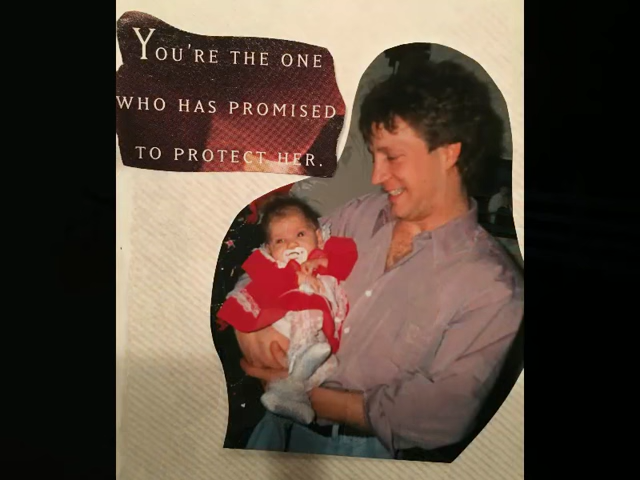 YOU'RE THE ONE
WHO HAS PROMISED
TO PROTECT HER.